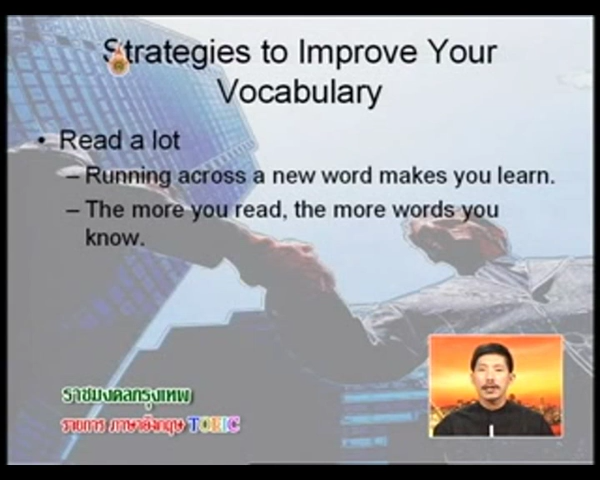 Strategies to Improve Your
Vocabulary
• Read a lot
– Running across a new word makes you learn.
– The more you read, the more words you
know.
ราชมงคลกรุงเทพ
รายการ ภาษาอังกฤษ TOEIC